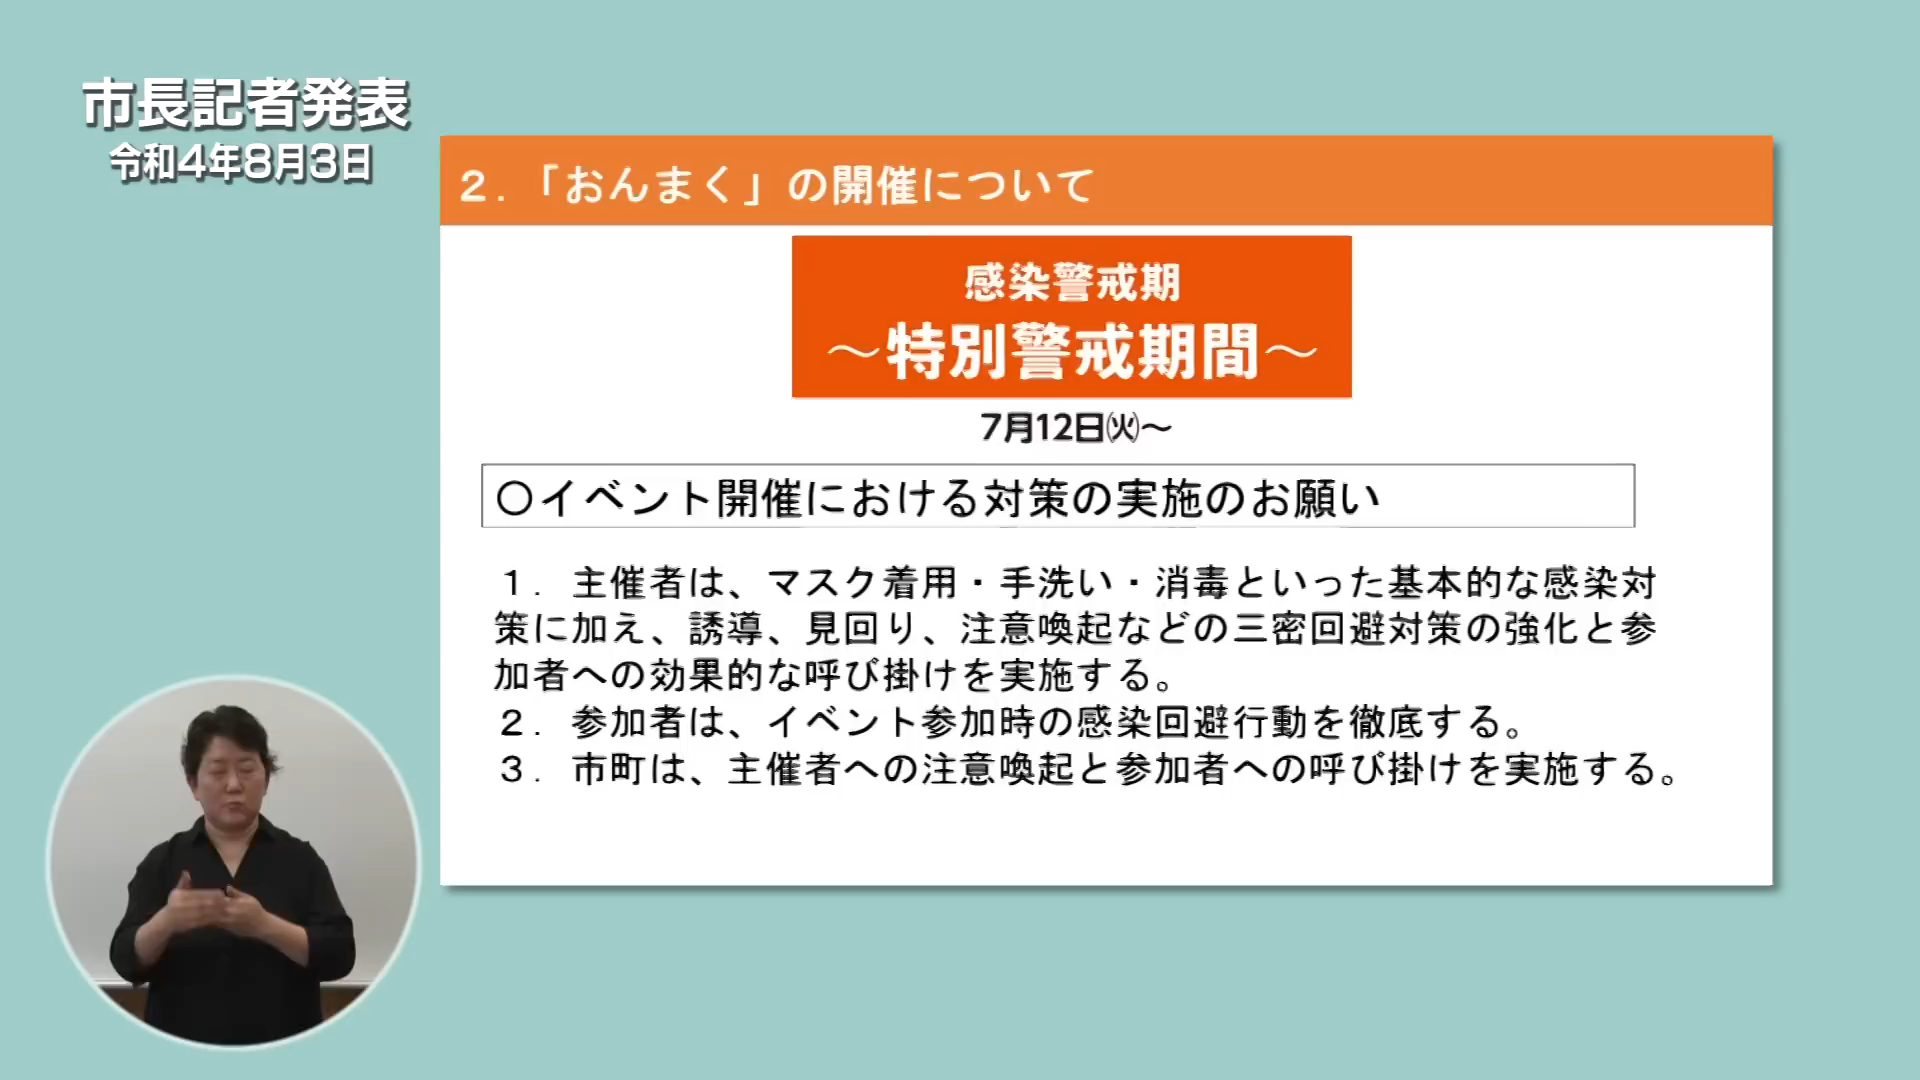 市長記者発表
令和4年8月3日
２．「おんまく」の開催について
感染警戒期
～特別警戒期間～
7月12日㈫～
○イベント開催における対策の実施のお願い
１．主催者は、マスク着用・手洗い・消毒といった基本的な感染対
策に加え、誘導、見回り、注意喚起などの三密回避対策の強化と参
加者への効果的な呼び掛けを実施する。
２．参加者は、イベント参加時の感染回避行動を徹底する。
３．市町は、主催者への注意喚起と参加者への呼び掛けを実施する。